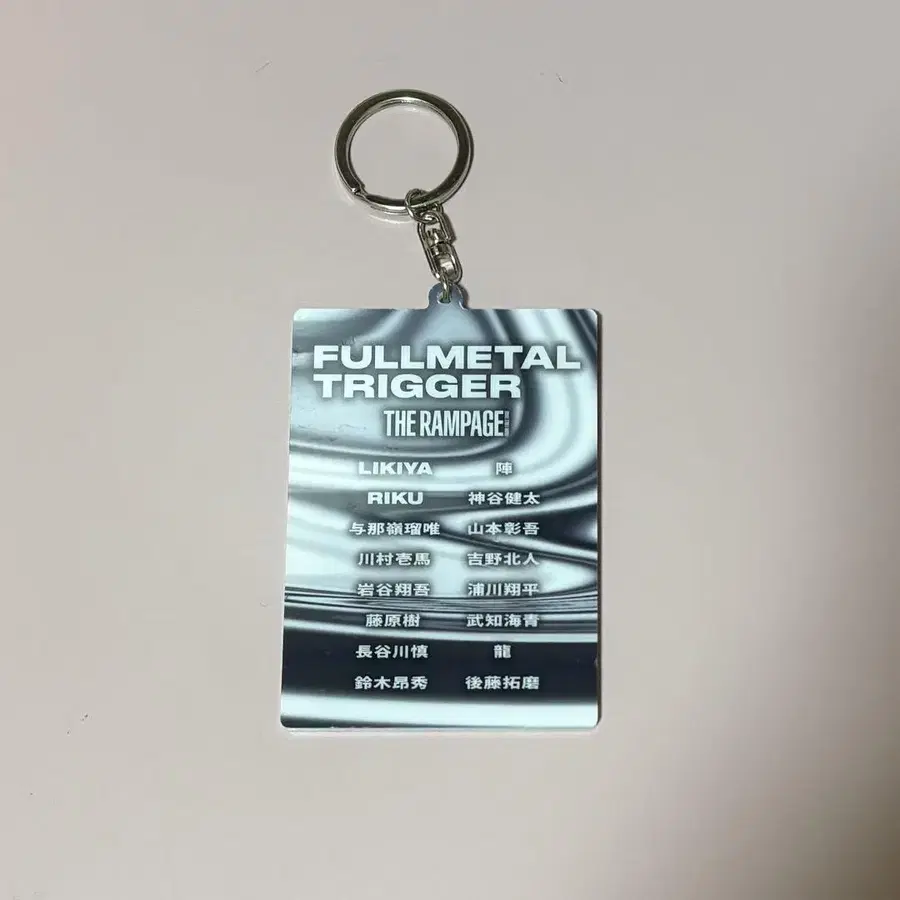 FULLMETAL
TRIGGER
THE RAMPAGE
LIKIYA 陣
RIKU 神谷健太
与那嶺瑠唯 山本彰吾
川村壱馬 吉野北人
岩谷翔吾 浦川翔平
藤原樹 武知海青
長谷川慎 龍
鈴木昂秀 後藤拓磨